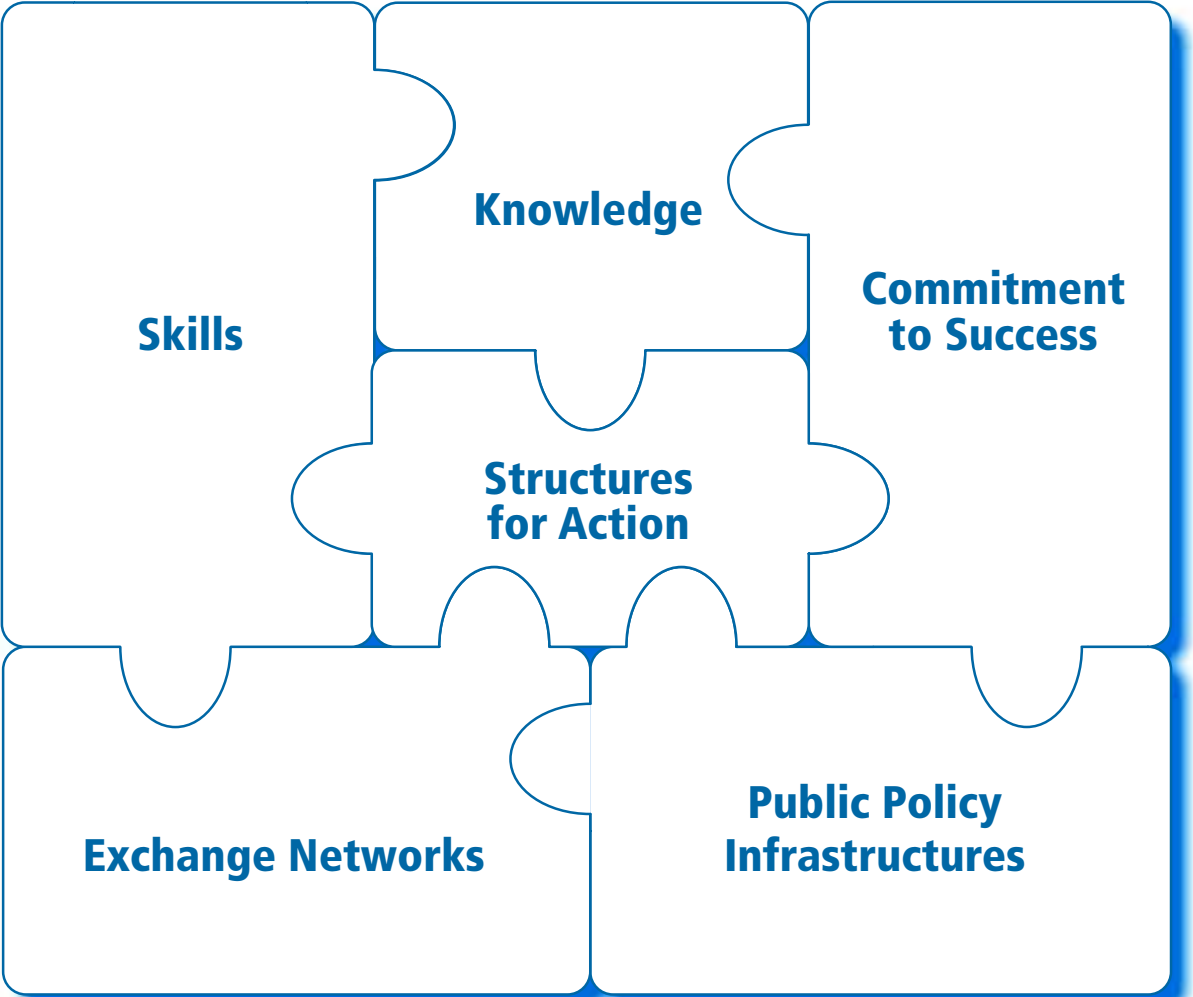 Knowledge
Skills
Commitment
to Success
Structures
for Action
Exchange Networks
Public Policy
Infrastructures